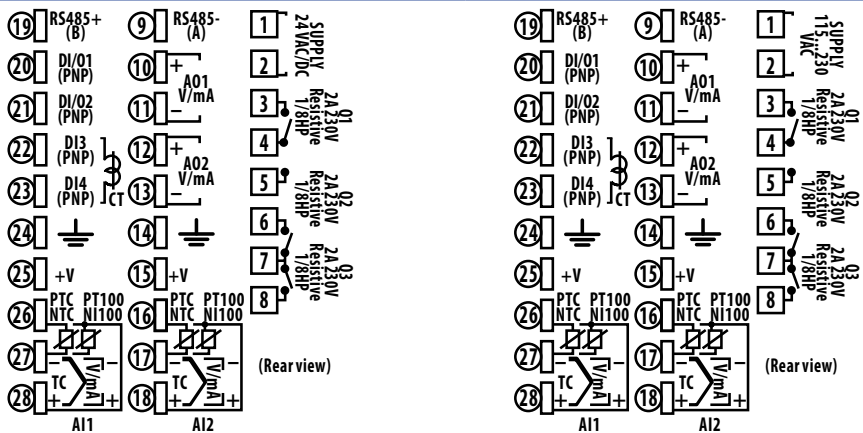 19 RS485+ (B)
20 DI/O1 (PNP)
21 DI/O2 (PNP)
22 DI3 (PNP)
23 DI4 (PNP)
CT
24
25 +V
26 PTC NTC PT100 NI100
27 − −
28 TC + V/mA +
AI1
9 RS485- (A)
10 +
AO1 V/mA
11 −
12 +
AO2 V/mA
13 −
14
15 +V
16 PTC NTC PT100 NI100
17 − −
18 TC + V/mA +
AI2
1
2
SUPPLY 24 VAC/DC
3
4
Q1 2A 230V Resistive 1/8HP
5
6
Q2 2A 230V Resistive 1/8HP
7
8
Q3 2A 230V Resistive 1/8HP
(Rear view)
19 RS485+ (B)
20 DI/O1 (PNP)
21 DI/O2 (PNP)
22 DI3 (PNP)
23 DI4 (PNP)
CT
24
25 +V
26 PTC NTC PT100 NI100
27 − −
28 TC + V/mA +
AI1
9 RS485- (A)
10 +
AO1 V/mA
11 −
12 +
AO2 V/mA
13 −
14
15 +V
16 PTC NTC PT100 NI100
17 − −
18 TC + V/mA +
AI2
1
2
SUPPLY 115...230 VAC
3
4
Q1 2A 230V Resistive 1/8HP
5
6
Q2 2A 230V Resistive 1/8HP
7
8
Q3 2A 230V Resistive 1/8HP
(Rear view)